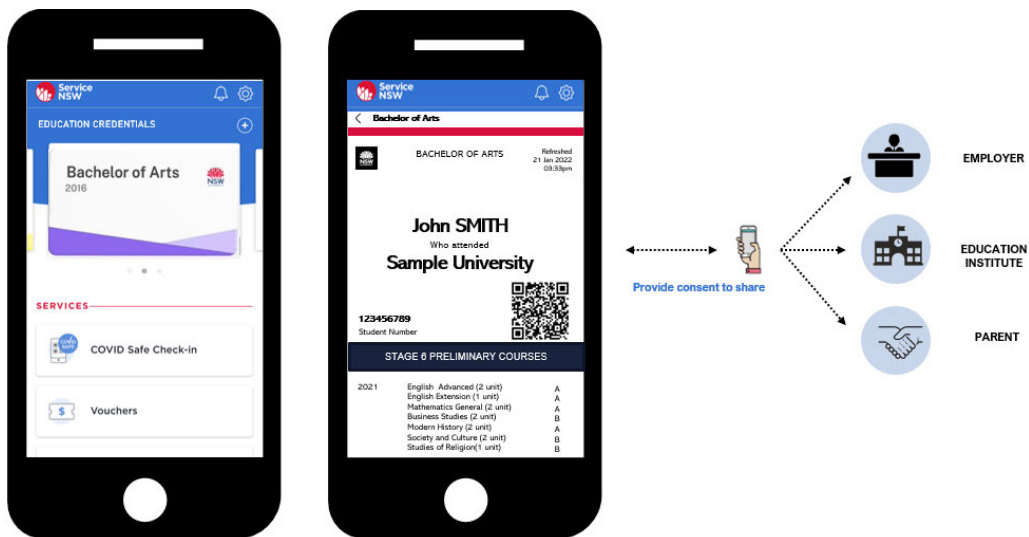 Service
NSW
EDUCATION CREDENTIALS
Bachelor of Arts
2016
NSW
SERVICES
COVID
SAFE
COVID Safe Check-in
$
Vouchers
Service
NSW
Bachelor of Arts
NSW
BACHELOR OF ARTS
Refreshed
21 Jan 2022
03:33pm
John SMITH
Who attended
Sample University
123456789
Student Number
STAGE 6 PRELIMINARY COURSES
2021
English Advanced (2 unit) A
English Extension (1 unit) A
Mathematics General (2 unit) A
Business Studies (2 unit) B
Modern History (2 unit) A
Society and Culture (2 unit) B
Studies of Religion(1 unit) B
Provide consent to share
EMPLOYER
EDUCATION
INSTITUTE
PARENT